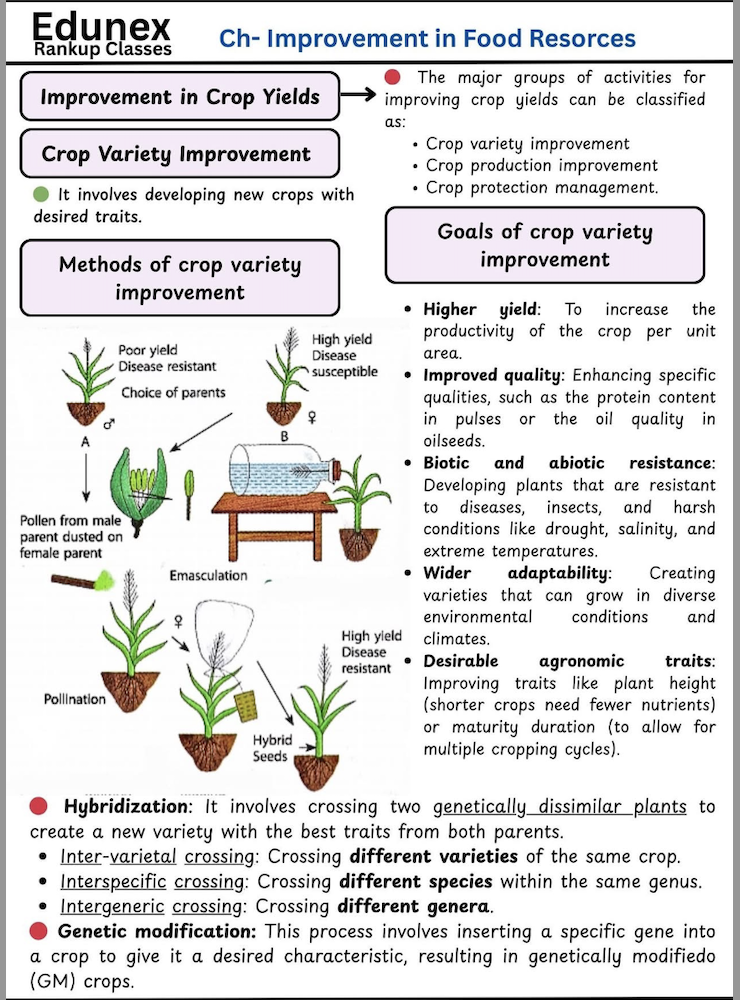 Edunex
Rankup Classes
Ch- Improvement in Food Resorces
Improvement in Crop Yields
The major groups of activities for
improving crop yields can be classified
as:
• Crop variety improvement
• Crop production improvement
• Crop protection management.
Crop Variety Improvement
It involves developing new crops with
desired traits.
Goals of crop variety
improvement
Methods of crop variety
improvement
Poor yield
Disease resistant
Choice of parents
High yield
Disease
susceptible
♂
A
♀
B
Pollen from male
parent dusted on
female parent
Emasculation
♀
Pollination
High yield
Disease
resistant
Hybrid
Seeds
• Higher yield: To increase the
productivity of the crop per unit
area.
• Improved quality: Enhancing specific
qualities, such as the protein content
in pulses or the oil quality in
oilseeds.
• Biotic and abiotic resistance:
Developing plants that are resistant
to diseases, insects, and harsh
conditions like drought, salinity, and
extreme temperatures.
• Wider adaptability: Creating
varieties that can grow in diverse
environmental conditions and
climates.
• Desirable agronomic traits:
Improving traits like plant height
(shorter crops need fewer nutrients)
or maturity duration (to allow for
multiple cropping cycles).
Hybridization: It involves crossing two genetically dissimilar plants to
create a new variety with the best traits from both parents.
• Inter-varietal crossing: Crossing different varieties of the same crop.
• Interspecific crossing: Crossing different species within the same genus.
• Intergeneric crossing: Crossing different genera.
Genetic modification: This process involves inserting a specific gene into
a crop to give it a desired characteristic, resulting in genetically modifiedo
(GM) crops.